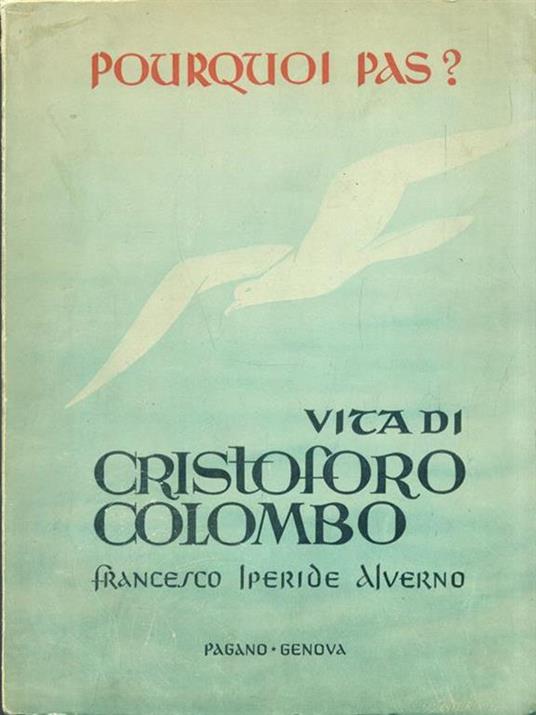 POURQUOI PAS?
VITA DI
CRISTOFORO
COLOMBO
FRANCESCO IPERIDE ALVERNO
PAGANO • GENOVA